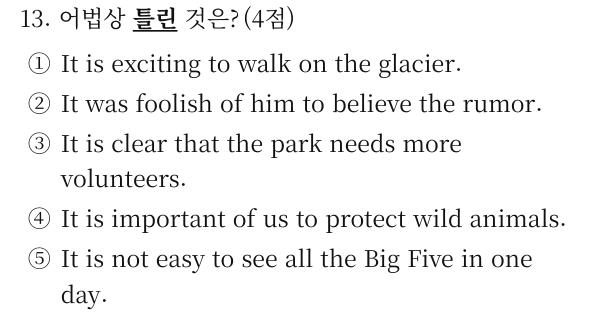 13. 어법상 틀린 것은? (4점)
① It is exciting to walk on the glacier.
② It was foolish of him to believe the rumor.
③ It is clear that the park needs more
volunteers.
④ It is important of us to protect wild animals.
⑤ It is not easy to see all the Big Five in one
day.